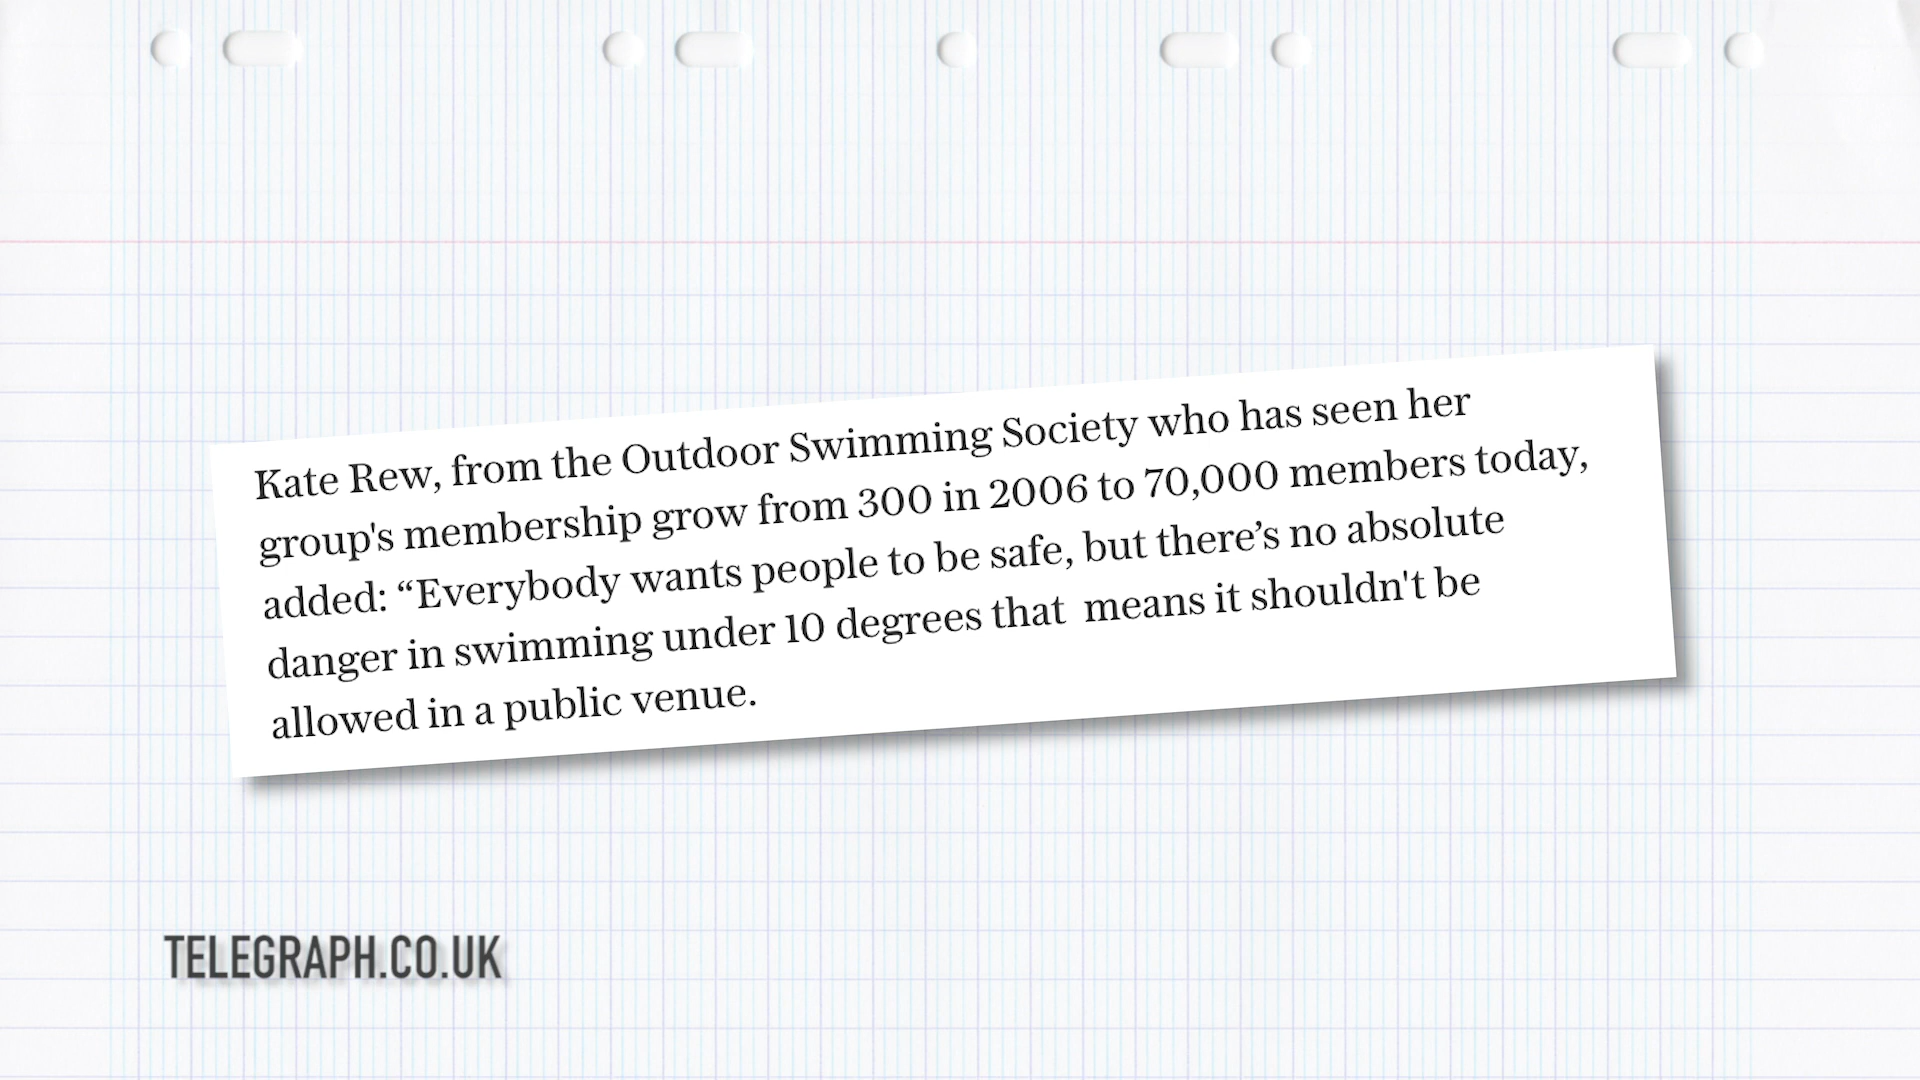 Kate Rew, from the Outdoor Swimming Society who has seen her
group's membership grow from 300 in 2006 to 70,000 members today,
added: “Everybody wants people to be safe, but there’s no absolute
danger in swimming under 10 degrees that  means it shouldn't be
allowed in a public venue.
TELEGRAPH.CO.UK